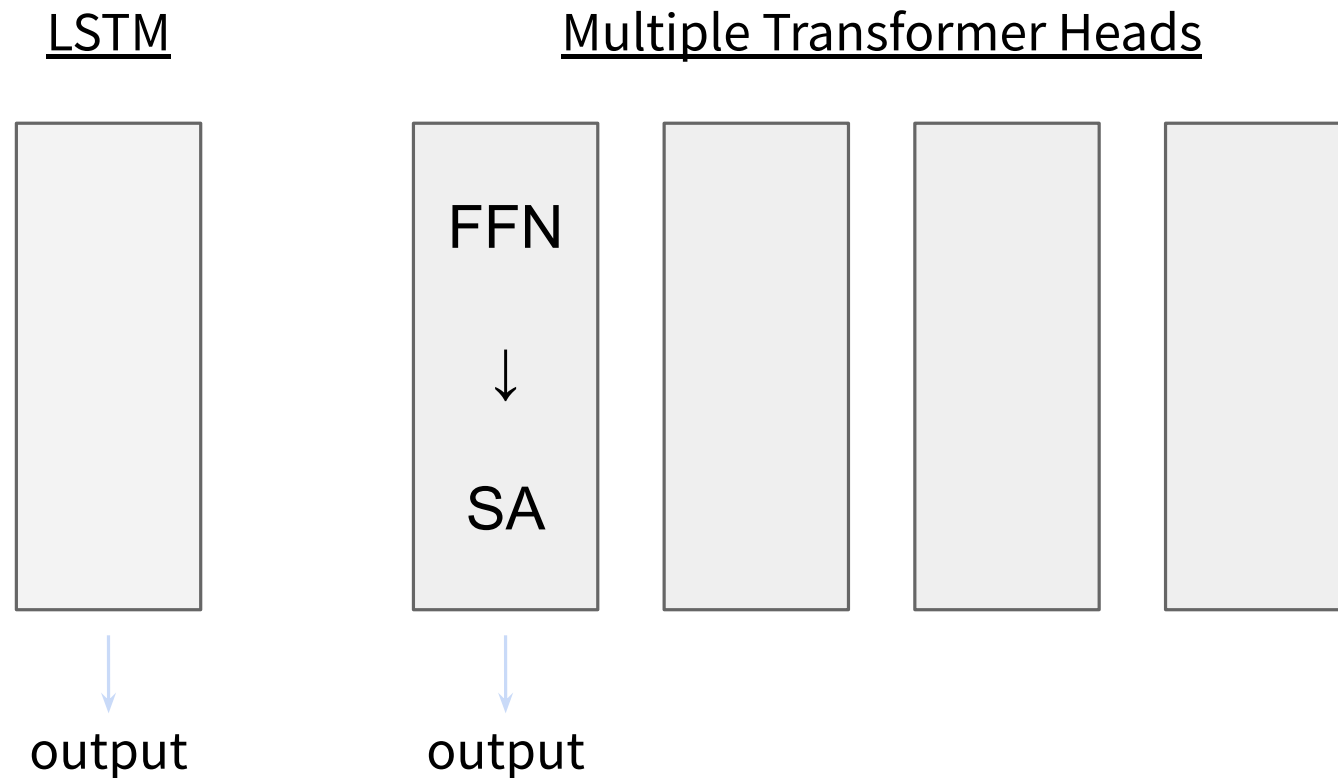 LSTM
Multiple Transformer Heads
FFN
↓
SA
output
output